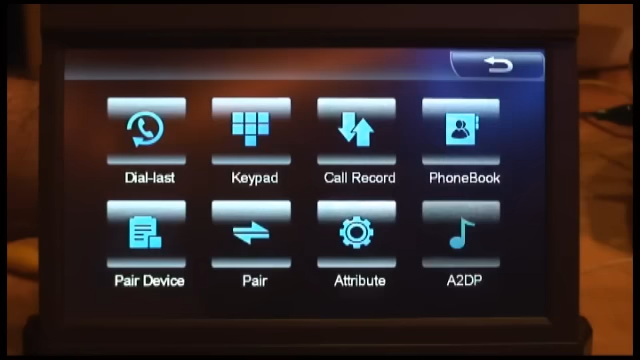 Dial-last
Keypad
Call Record
PhoneBook
Pair Device
Pair
Attribute
A2DP